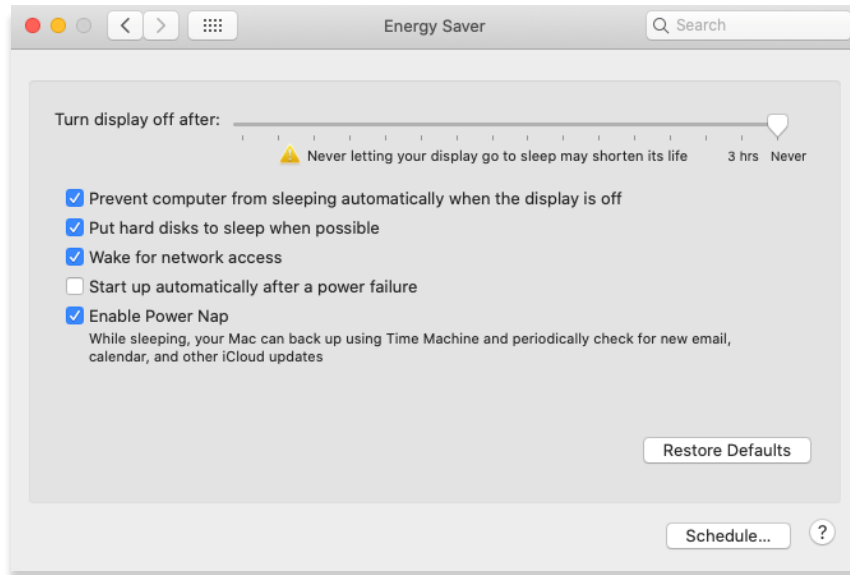 Energy Saver
Search
Turn display off after:
Never letting your display go to sleep may shorten its life
3 hrs Never
Prevent computer from sleeping automatically when the display is off
Put hard disks to sleep when possible
Wake for network access
Start up automatically after a power failure
Enable Power Nap
While sleeping, your Mac can back up using Time Machine and periodically check for new email,
calendar, and other iCloud updates
Restore Defaults
Schedule...
?